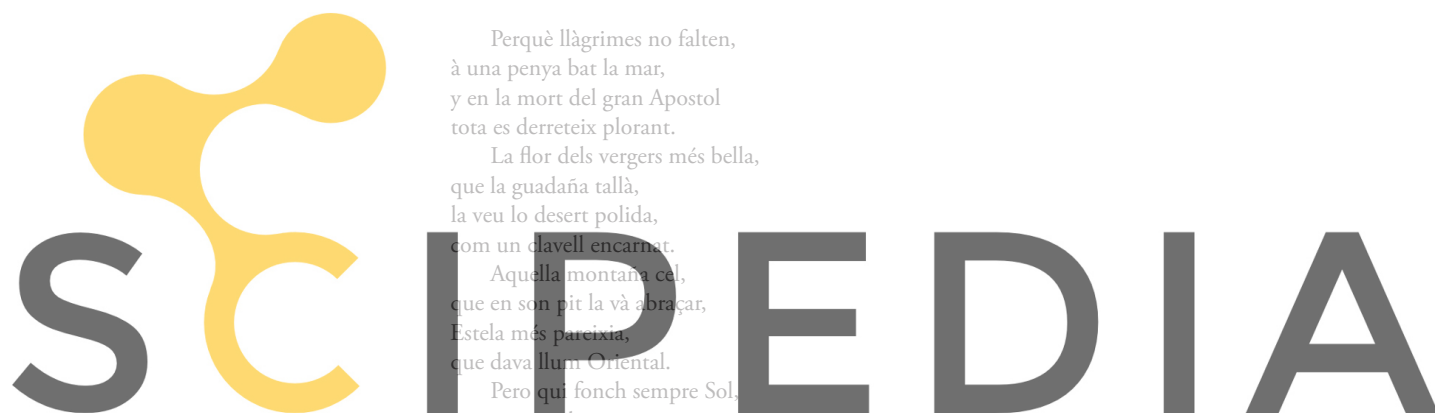 Perquè llàgrimes no falten,
à una penya bat la mar,
y en la mort del gran Apostol
tota es derreteix plorant.
La flor dels vergers més bella,
que la guadaña tallà,
la veu lo desert polida,
com un clavell encarnat.
Aquella montaña cel,
que en son pit la và abraçar,
Estela més pareixia,
que dava llum Oriental.
Pero qui fonch sempre Sol,
SCIPEDIA